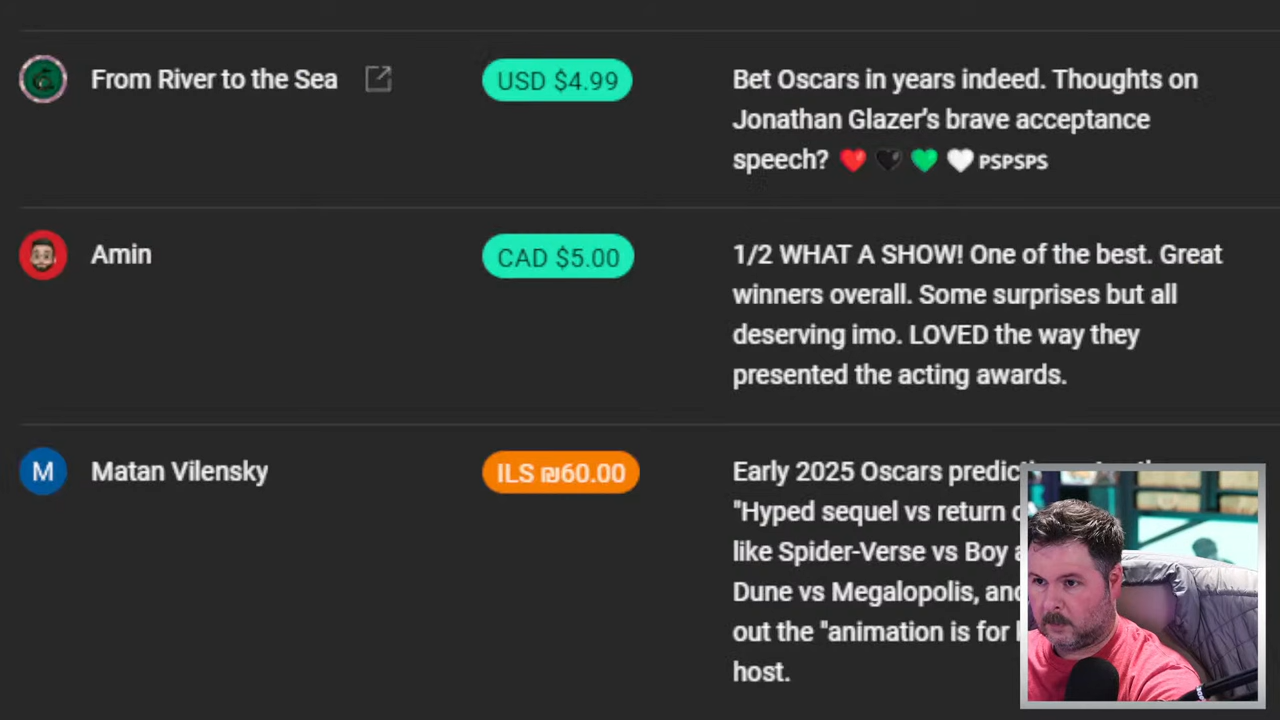 From River to the Sea
USD $4.99
Bet Oscars in years indeed. Thoughts on
Jonathan Glazer's brave acceptance
speech? ❤️ 🖤 💚 🤍 PSPSPS
Amin
CAD $5.00
1/2 WHAT A SHOW! One of the best. Great
winners overall. Some surprises but all
deserving imo. LOVED the way they
presented the acting awards.
M
Matan Vilensky
ILS ₪60.00
Early 2025 Oscars
"Hyped sequel vs return
like Spider-Verse vs Boy
Dune vs Megalopolis,
out the "animation is for
host.